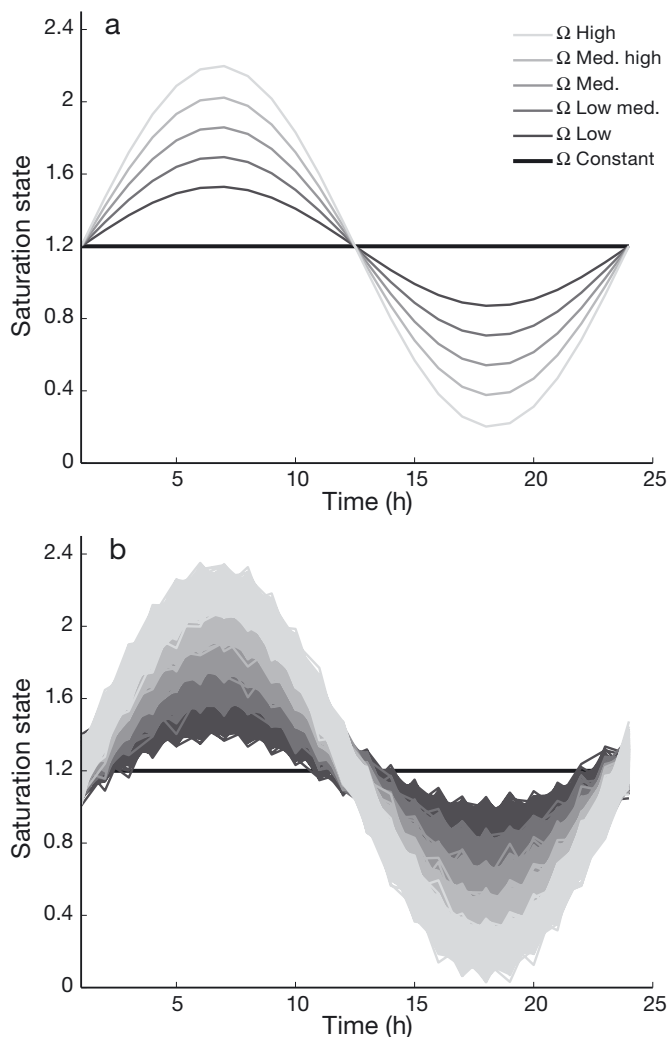 a
2.4
2
1.6
1.2
0.8
0.4
0
Saturation state
Ω High
Ω Med. high
Ω Med.
Ω Low med.
Ω Low
Ω Constant
5
10
15
20
25
Time (h)
b
2.4
2
1.6
1.2
0.8
0.4
0
Saturation state
5
10
15
20
25
Time (h)